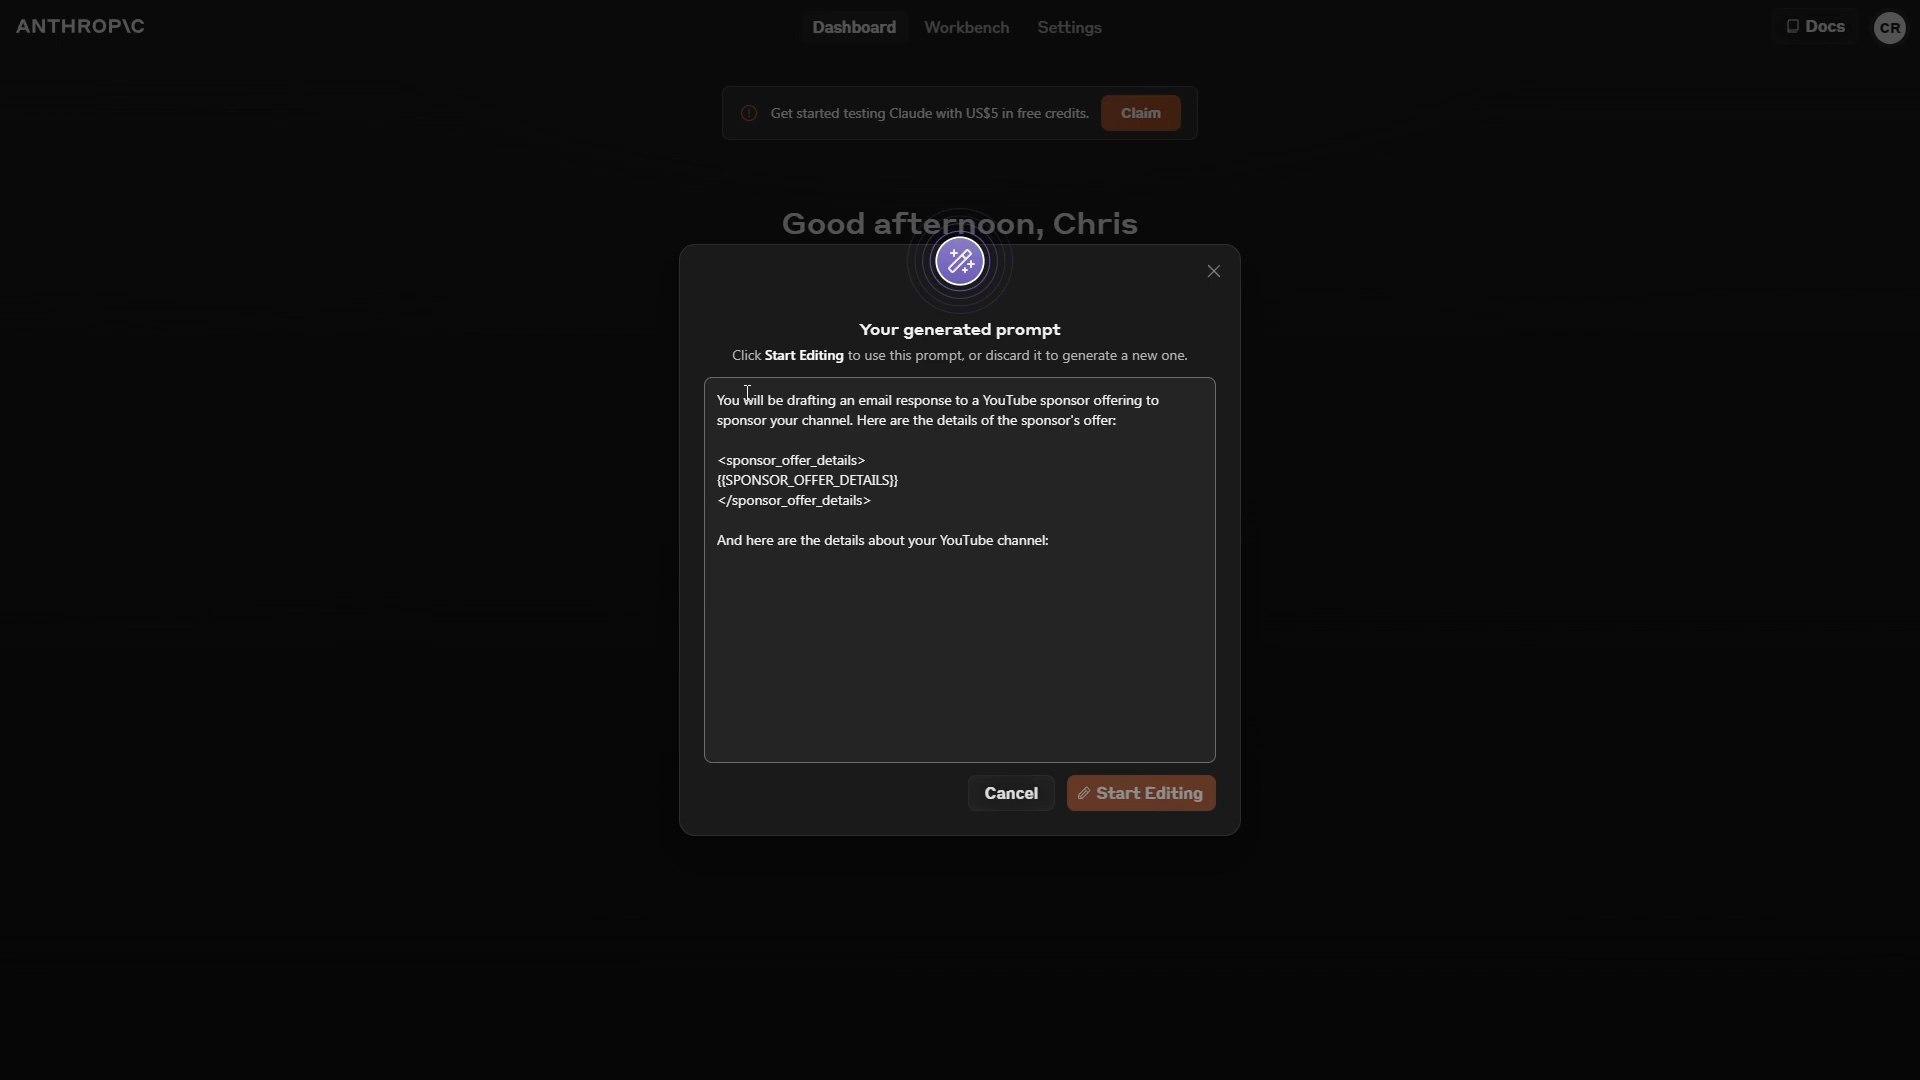 ANTHROP\C
Dashboard
Workbench
Settings
Docs
CR
Get started testing Claude with US$5 in free credits.
Claim
Good afternoon, Chris
Your generated prompt
Click Start Editing to use this prompt, or discard it to generate a new one.
You will be drafting an email response to a YouTube sponsor offering to
sponsor your channel. Here are the details of the sponsor's offer:
<sponsor_offer_details>
{{SPONSOR_OFFER_DETAILS}}
</sponsor_offer_details>
And here are the details about your YouTube channel:
Cancel
Start Editing